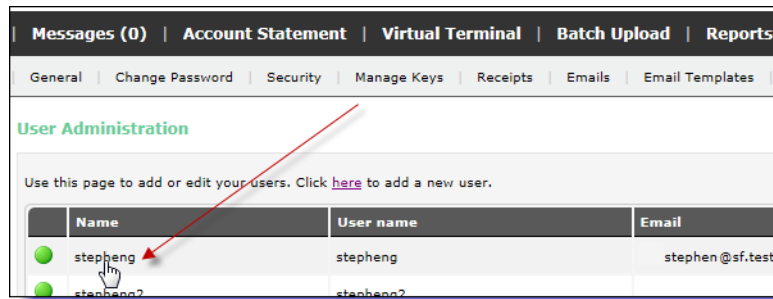 | Messages (0) | Account Statement | Virtual Terminal | Batch Upload | Reports
| General | Change Password | Security | Manage Keys | Receipts | Emails | Email Templates |
User Administration
Use this page to add or edit your users. Click here to add a new user.
Name User name Email
stepheng stepheng stephen@sf.test
stepheng2 stepheng2